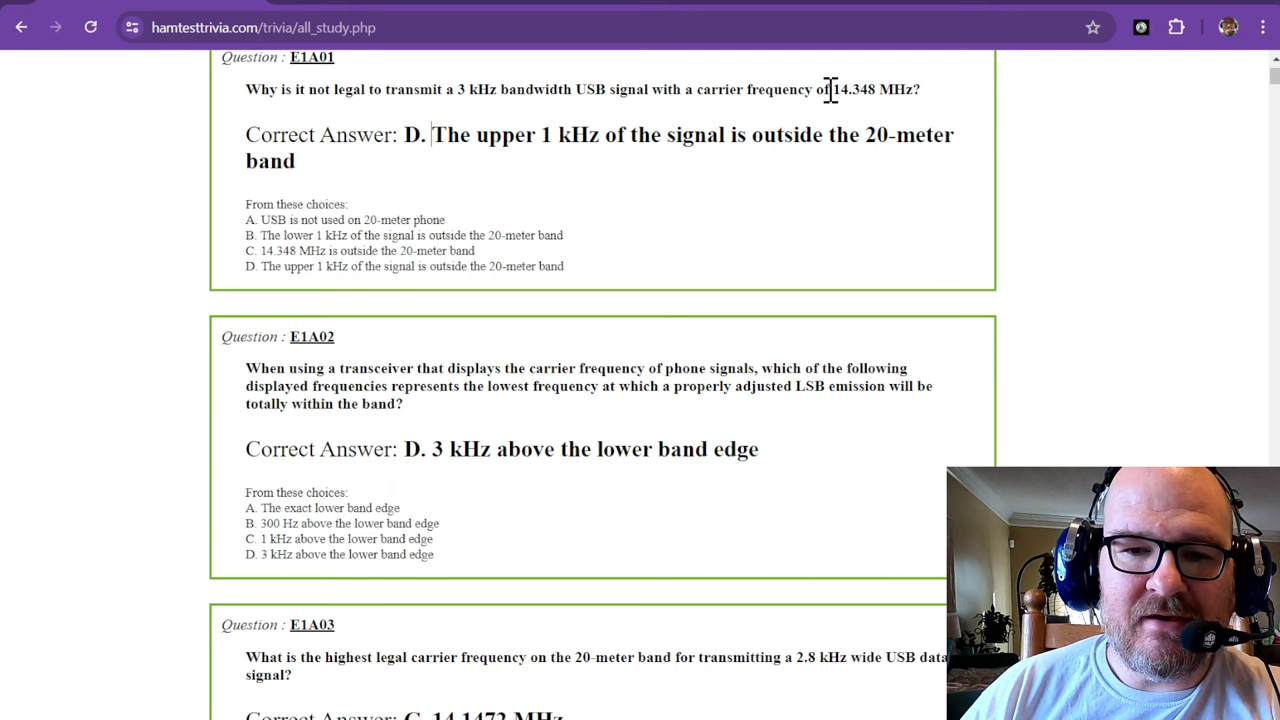 hamtesttrivia.com/trivia/all_study.php
Question : E1A01
Why is it not legal to transmit a 3 kHz bandwidth USB signal with a carrier frequency of 14.348 MHz?
Correct Answer: D. The upper 1 kHz of the signal is outside the 20-meter
band
From these choices:
A. USB is not used on 20-meter phone
B. The lower 1 kHz of the signal is outside the 20-meter band
C. 14.348 MHz is outside the 20-meter band
D. The upper 1 kHz of the signal is outside the 20-meter band
Question : E1A02
When using a transceiver that displays the carrier frequency of phone signals, which of the following
displayed frequencies represents the lowest frequency at which a properly adjusted LSB emission will be
totally within the band?
Correct Answer: D. 3 kHz above the lower band edge
From these choices:
A. The exact lower band edge
B. 300 Hz above the lower band edge
C. 1 kHz above the lower band edge
D. 3 kHz above the lower band edge
Question : E1A03
What is the highest legal carrier frequency on the 20-meter band for transmitting a 2.8 kHz wide USB data
signal?
Correct Answer: C. 14.1472 MHz